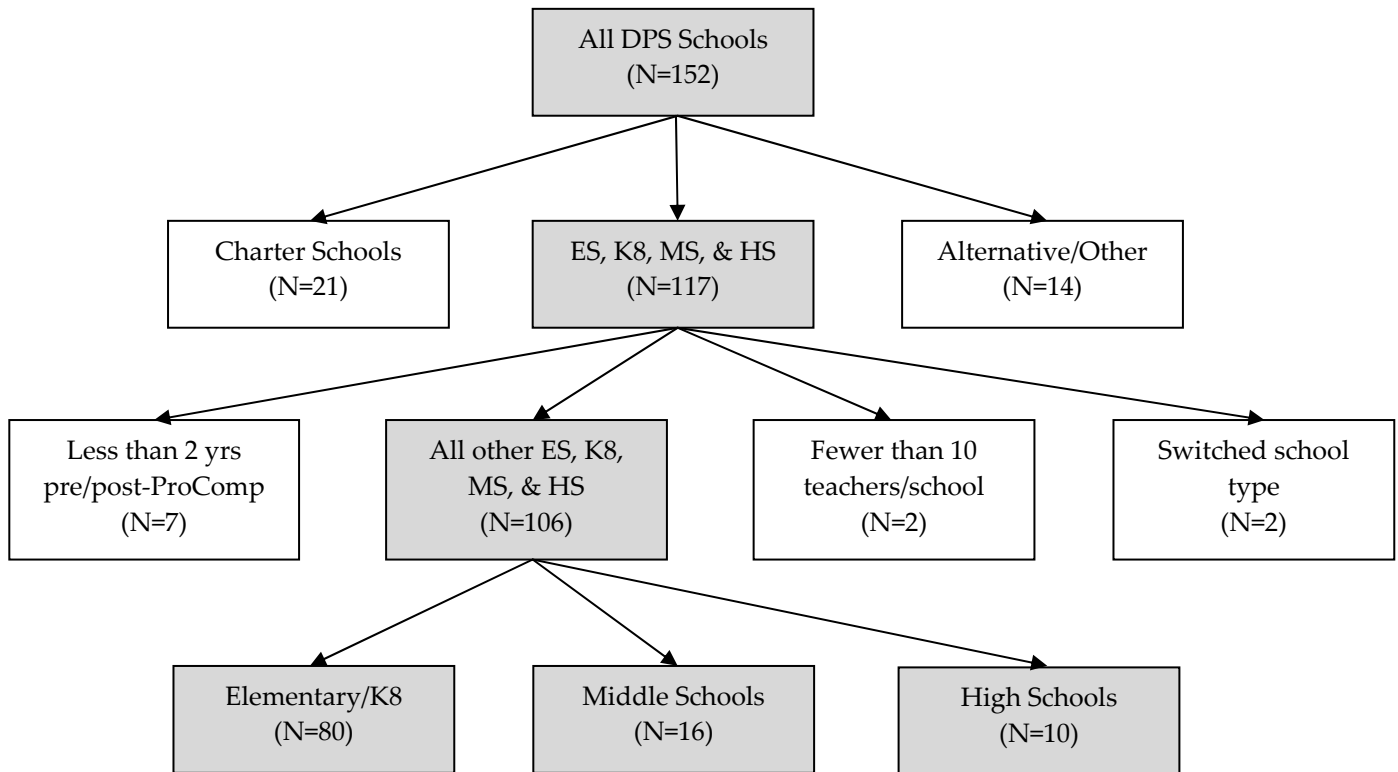 All DPS Schools
(N=152)
Charter Schools
(N=21)
ES, K8, MS, & HS
(N=117)
Alternative/Other
(N=14)
Less than 2 yrs
pre/post-ProComp
(N=7)
All other ES, K8,
MS, & HS
(N=106)
Fewer than 10
teachers/school
(N=2)
Switched school
type
(N=2)
Elementary/K8
(N=80)
Middle Schools
(N=16)
High Schools
(N=10)